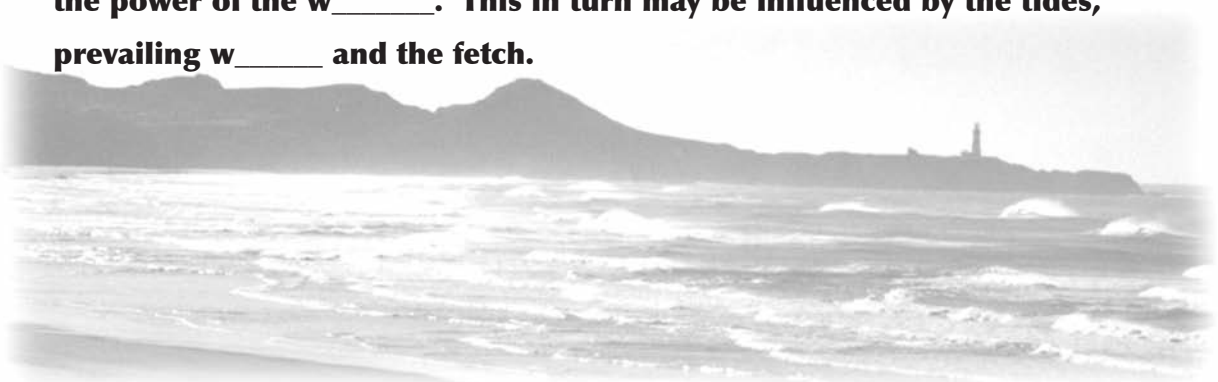 the power of the w_______. This in turn may be influenced by the tides,
prevailing w______ and the fetch.